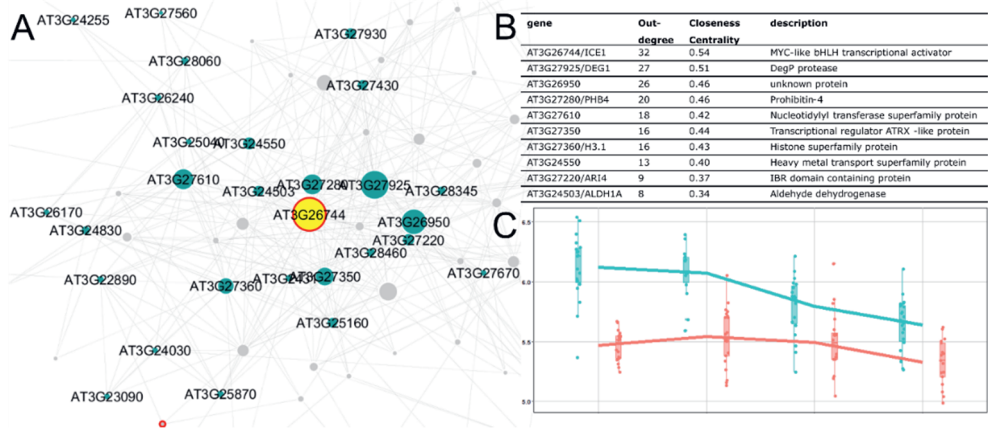 A
AT3G24255
AT3G27560
AT3G27930
AT3G28060
AT3G27430
AT3G26240
AT3G25040
AT3G24550
AT3G27610
AT3G24503
AT3G27280
AT3G27925
AT3G28345
AT3G26744
AT3G26170
AT3G26950
AT3G24830
AT3G27220
AT3G28460
AT3G22890
AT3G27360
AT3G27350
AT3G27670
AT3G25160
AT3G24030
AT3G23090
AT3G25870
B
gene Out-degree Closeness Centrality description
AT3G26744/ICE1 32 0.54 MYC-like bHLH transcriptional activator
AT3G27925/DEG1 27 0.51 DegP protease
AT3G26950 26 0.46 unknown protein
AT3G27280/PHB4 20 0.46 Prohibitin-4
AT3G27610 18 0.42 Nucleotidylyl transferase superfamily protein
AT3G27350 16 0.44 Transcriptional regulator ATRX -like protein
AT3G27360/H3.1 16 0.43 Histone superfamily protein
AT3G24550 13 0.40 Heavy metal transport superfamily protein
AT3G27220/ARI4 9 0.37 IBR domain containing protein
AT3G24503/ALDH1A 8 0.34 Aldehyde dehydrogenase
C
6.5
6.0
5.5
5.0